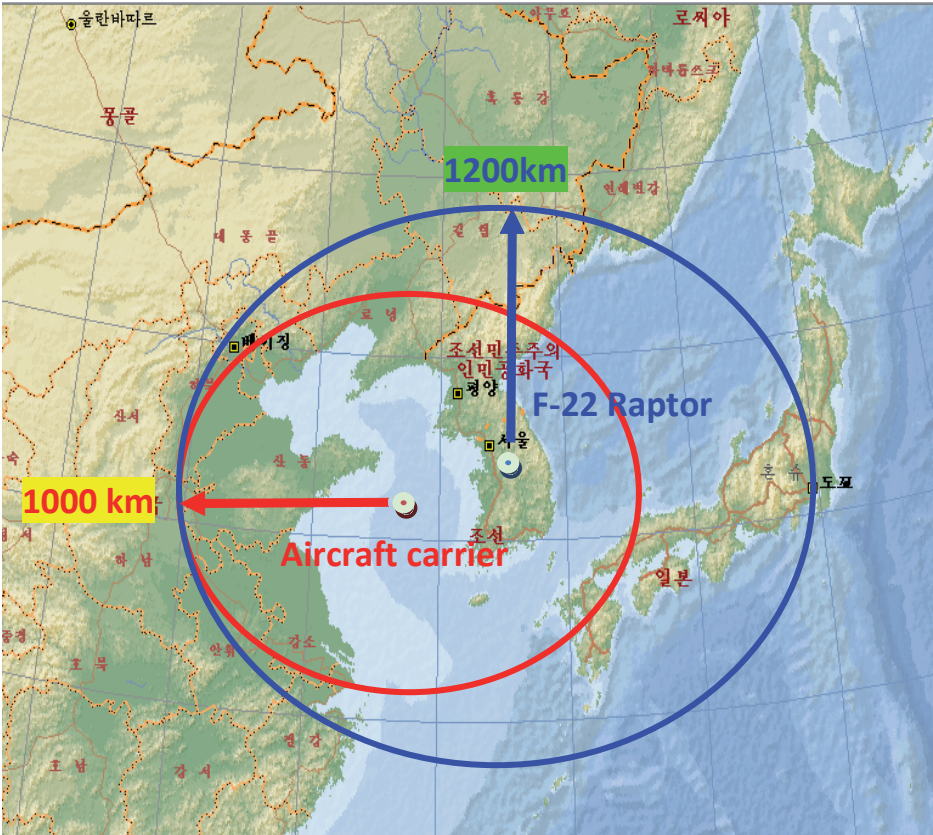 울란바따르
로씨야
몽골
하바롭쓰크
흑룡강
1200km
연해변강
길림
대몽골
료녕
베이징
조선민주주의
인민공화국
평양
F-22 Raptor
산서
서울
산동
혼슈
도꾜
1000 km
조선
Aircraft carrier
하남
일본
강소
안휘
중경
호북
절강
호남
강서